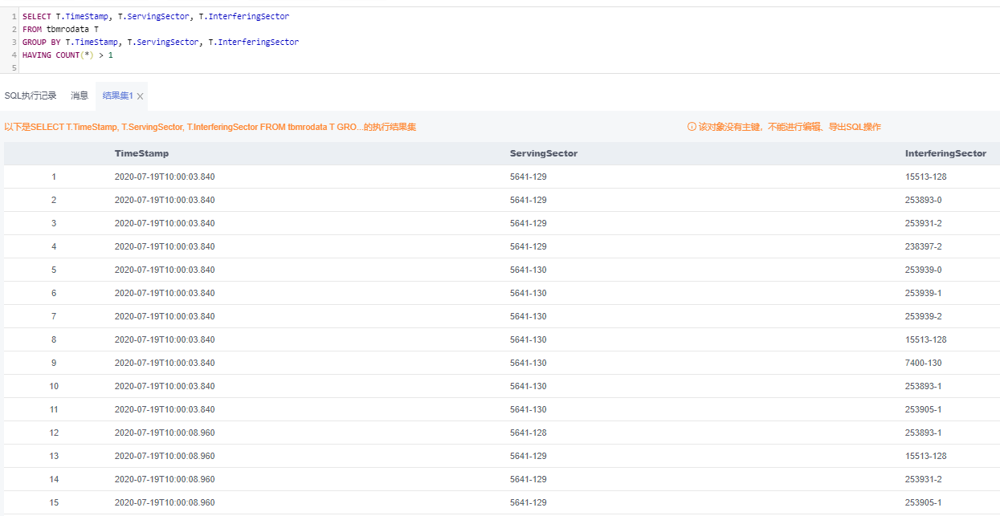 1 SELECT T.TimeStamp, T.ServingSector, T.InterferingSector
2 FROM tbmrodata T
3 GROUP BY T.TimeStamp, T.ServingSector, T.InterferingSector
4 HAVING COUNT(*) > 1
5
SQL执行记录 消息 结果集1 ×
以下是SELECT T.TimeStamp, T.ServingSector, T.InterferingSector FROM tbmrodata T GRO...的执行结果集 该对象没有主键，不能进行编辑、导出SQL操作
TimeStamp ServingSector InterferingSector
1 2020-07-19T10:00:03.840 5641-129 15513-128
2 2020-07-19T10:00:03.840 5641-129 253893-0
3 2020-07-19T10:00:03.840 5641-129 253931-2
4 2020-07-19T10:00:03.840 5641-129 238397-2
5 2020-07-19T10:00:03.840 5641-130 253939-0
6 2020-07-19T10:00:03.840 5641-130 253939-1
7 2020-07-19T10:00:03.840 5641-130 253939-2
8 2020-07-19T10:00:03.840 5641-130 15513-128
9 2020-07-19T10:00:03.840 5641-130 7400-130
10 2020-07-19T10:00:03.840 5641-130 253893-1
11 2020-07-19T10:00:03.840 5641-130 253905-1
12 2020-07-19T10:00:08.960 5641-128 253893-1
13 2020-07-19T10:00:08.960 5641-129 15513-128
14 2020-07-19T10:00:08.960 5641-129 253931-2
15 2020-07-19T10:00:08.960 5641-129 253905-1